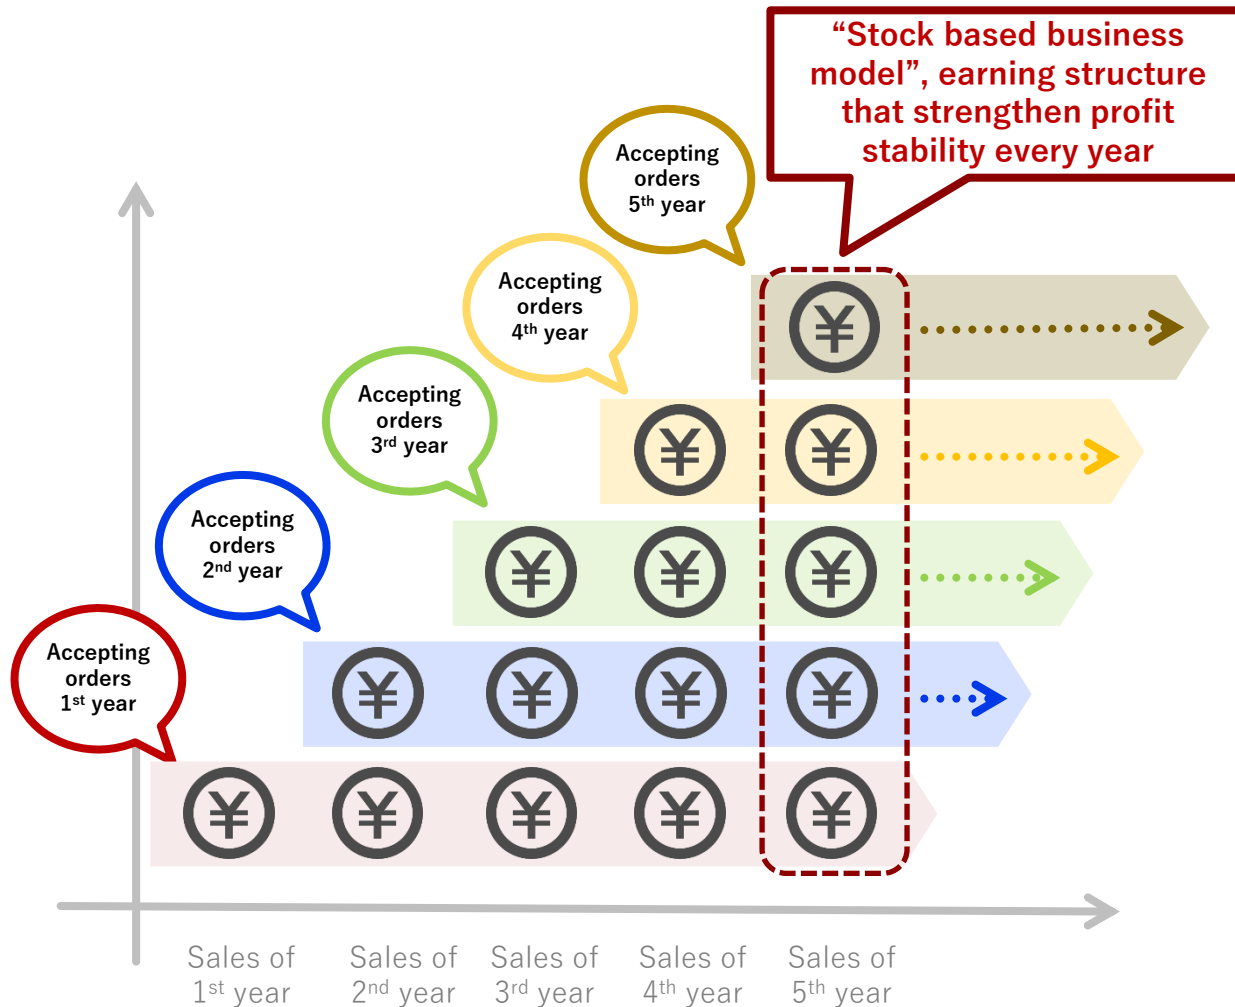 “Stock based business
model”, earning structure
that strengthen profit
stability every year
Accepting
orders
5th year
Accepting
orders
4th year
Accepting
orders
3rd year
Accepting
orders
2nd year
Accepting
orders
1st year
¥
¥ ¥
¥ ¥ ¥
¥ ¥ ¥ ¥
¥ ¥ ¥ ¥ ¥
Sales of
1st year
Sales of
2nd year
Sales of
3rd year
Sales of
4th year
Sales of
5th year